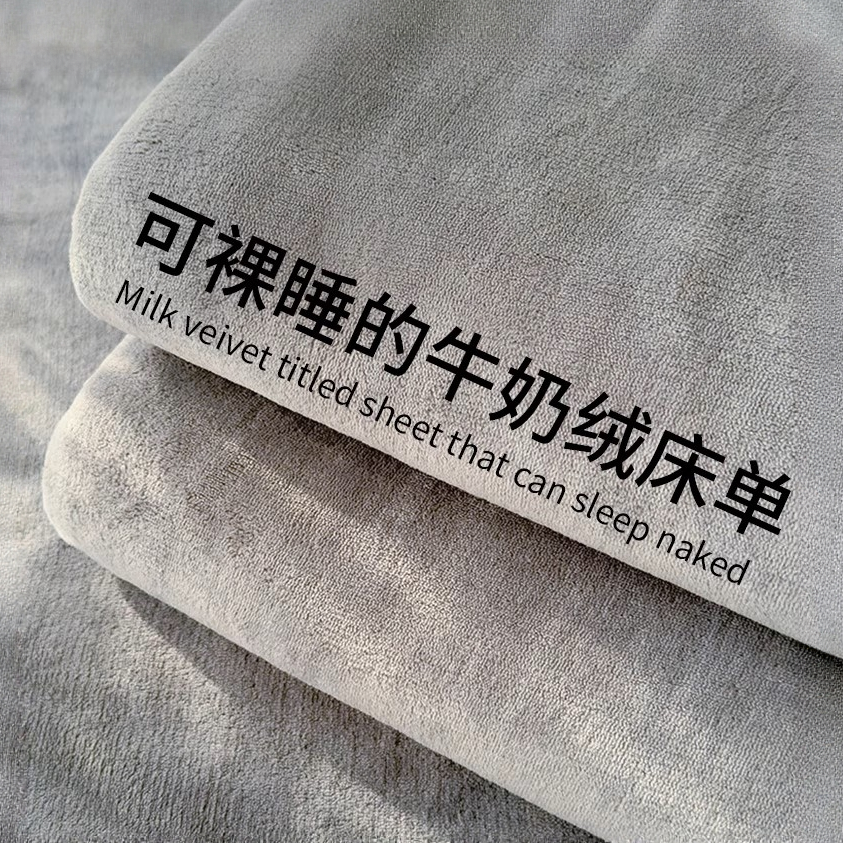 可裸睡的牛奶绒床单
Milk veivet titled sheet that can sleep naked